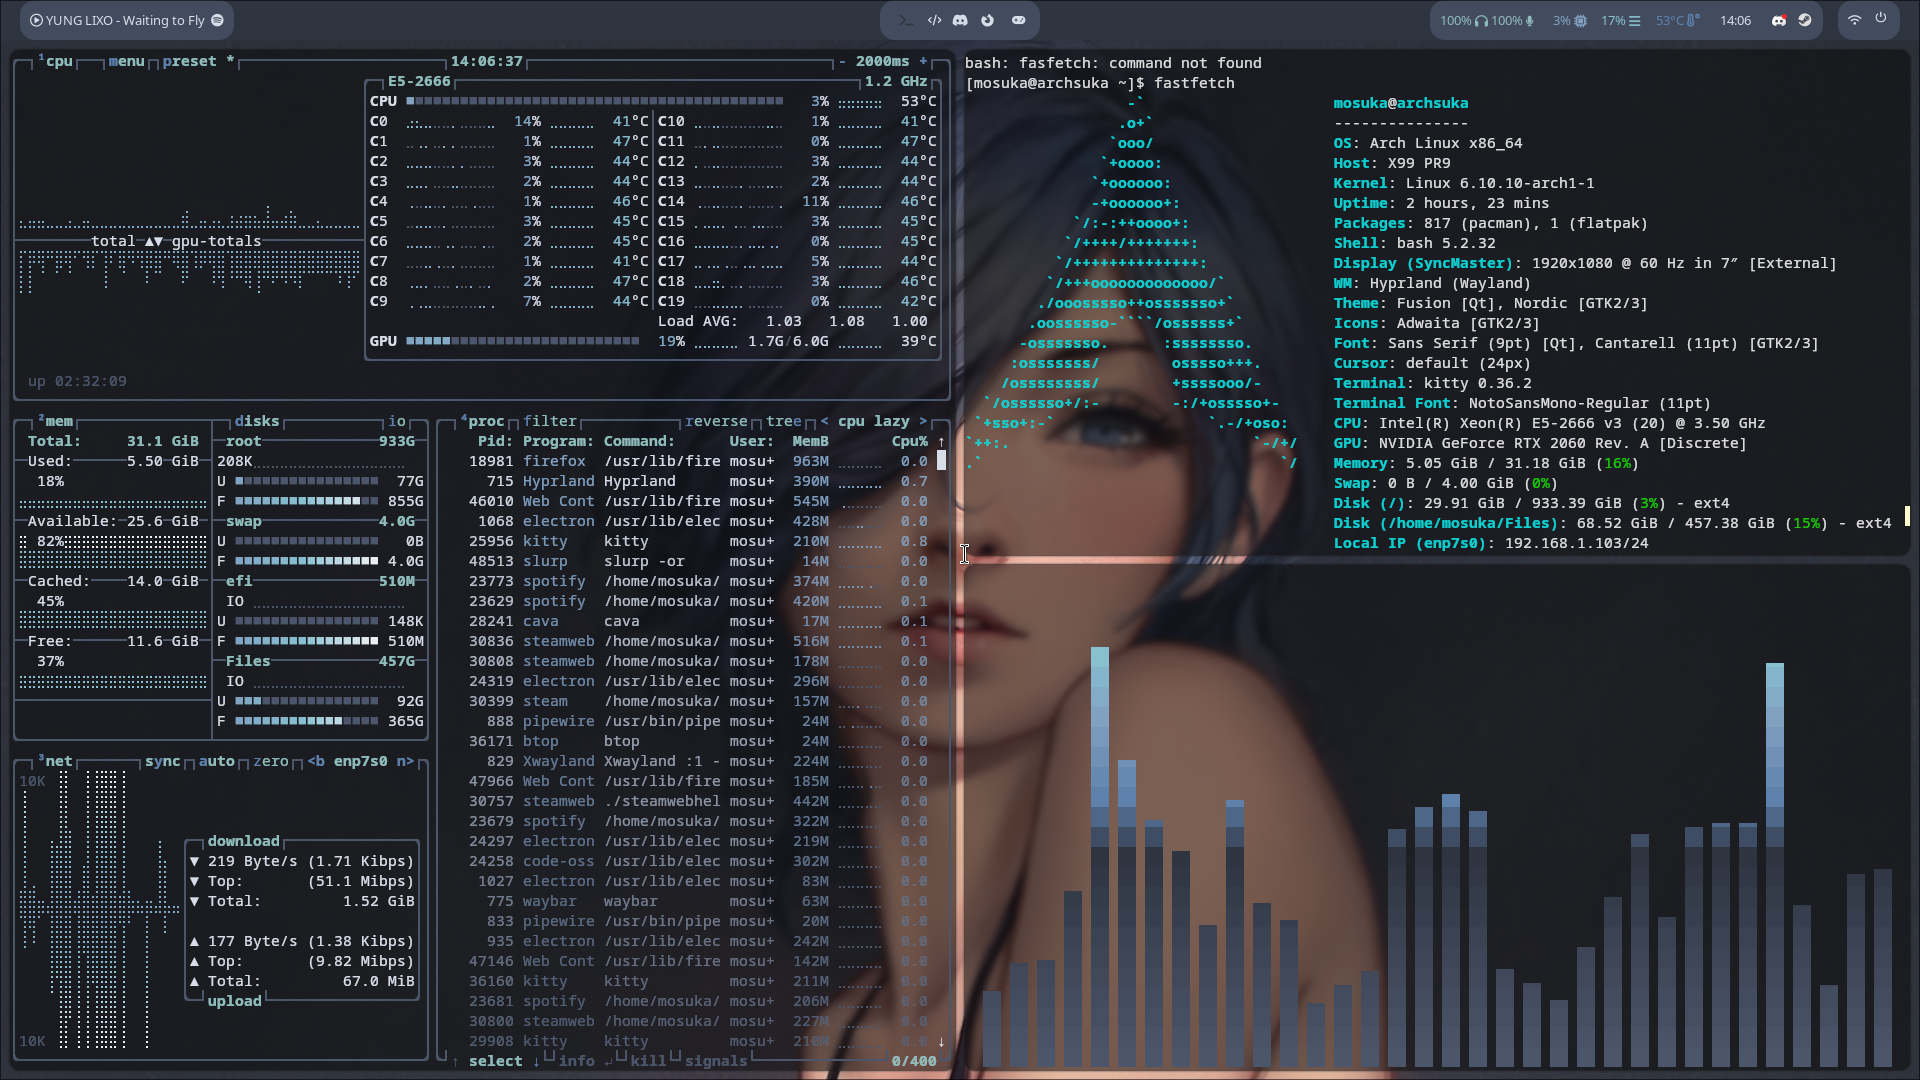 YUNG LIXO - Waiting to Fly
100% 100% 3% 17% 53°C 14:06
¹cpu menu preset * 14:06:37 - 2000ms +
E5-2666 1.2 GHz
CPU 3% 53°C
C0 14% 41°C C10 1% 41°C
C1 1% 47°C C11 0% 47°C
C2 3% 44°C C12 3% 44°C
C3 2% 44°C C13 2% 44°C
C4 1% 46°C C14 11% 46°C
C5 3% 45°C C15 3% 45°C
C6 2% 45°C C16 0% 45°C
C7 1% 41°C C17 5% 44°C
C8 2% 47°C C18 3% 46°C
C9 7% 44°C C19 0% 42°C
total ▲▼ gpu-totals
Load AVG: 1.03 1.08 1.00
GPU 19% 1.7G/6.0G 39°C
up 02:32:09
²mem disks io
Total: 31.1 GiB
Used: 5.50 GiB
18%
Available: 25.6 GiB
82%
Cached: 14.0 GiB
45%
Free: 11.6 GiB
37%
root 933G
208K
U 77G
F 855G
swap 4.0G
U 0B
F 4.0G
efi 510M
IO
U 148K
F 510M
Files 457G
IO
U 92G
F 365G
³net sync auto zero <b enp7s0 n>
10K
download
▼ 219 Byte/s (1.71 Kibps)
▼ Top: (51.1 Mibps)
▼ Total: 1.52 GiB
▲ 177 Byte/s (1.38 Kibps)
▲ Top: (9.82 Mibps)
▲ Total: 67.0 MiB
upload
10K
⁴proc filter reverse tree < cpu lazy >
Pid: Program: Command: User: MemB Cpu% ↑
18981 firefox /usr/lib/fire mosu+ 963M 0.0
715 Hyprland Hyprland mosu+ 390M 0.7
46010 Web Cont /usr/lib/fire mosu+ 545M 0.0
1068 electron /usr/lib/elec mosu+ 428M 0.0
25956 kitty kitty mosu+ 210M 0.8
48513 slurp slurp -or mosu+ 14M 0.0
23773 spotify /home/mosuka/ mosu+ 374M 0.0
23629 spotify /home/mosuka/ mosu+ 420M 0.1
28241 cava cava mosu+ 17M 0.1
30836 steamweb /home/mosuka/ mosu+ 516M 0.1
30808 steamweb /home/mosuka/ mosu+ 178M 0.0
24319 electron /usr/lib/elec mosu+ 296M 0.0
30399 steam /home/mosuka/ mosu+ 157M 0.0
888 pipewire /usr/bin/pipe mosu+ 24M 0.0
36171 btop btop mosu+ 24M 0.0
829 Xwayland Xwayland :1 - mosu+ 224M 0.0
47966 Web Cont /usr/lib/fire mosu+ 185M 0.0
30757 steamweb ./steamwebhel mosu+ 442M 0.0
23679 spotify /home/mosuka/ mosu+ 322M 0.0
24297 electron /usr/lib/elec mosu+ 219M 0.0
24258 code-oss /usr/lib/elec mosu+ 302M 0.0
1027 electron /usr/lib/elec mosu+ 83M 0.0
775 waybar waybar mosu+ 63M 0.0
833 pipewire /usr/bin/pipe mosu+ 20M 0.0
935 electron /usr/lib/elec mosu+ 242M 0.0
47146 Web Cont /usr/lib/fire mosu+ 142M 0.0
36160 kitty kitty mosu+ 211M 0.0
23681 spotify /home/mosuka/ mosu+ 206M 0.0
30800 steamweb /home/mosuka/ mosu+ 227M 0.0
29908 kitty kitty mosu+ 210M 0.0 ↓
↑ select ↓ info ↲ kill signals 0/400
bash: fasfetch: command not found
[mosuka@archsuka ~]$ fastfetch
mosuka@archsuka
---------------
OS: Arch Linux x86_64
Host: X99 PR9
Kernel: Linux 6.10.10-arch1-1
Uptime: 2 hours, 23 mins
Packages: 817 (pacman), 1 (flatpak)
Shell: bash 5.2.32
Display (SyncMaster): 1920x1080 @ 60 Hz in 7″ [External]
WM: Hyprland (Wayland)
Theme: Fusion [Qt], Nordic [GTK2/3]
Icons: Adwaita [GTK2/3]
Font: Sans Serif (9pt) [Qt], Cantarell (11pt) [GTK2/3]
Cursor: default (24px)
Terminal: kitty 0.36.2
Terminal Font: NotoSansMono-Regular (11pt)
CPU: Intel(R) Xeon(R) E5-2666 v3 (20) @ 3.50 GHz
GPU: NVIDIA GeForce RTX 2060 Rev. A [Discrete]
Memory: 5.05 GiB / 31.18 GiB (16%)
Swap: 0 B / 4.00 GiB (0%)
Disk (/): 29.91 GiB / 933.39 GiB (3%) - ext4
Disk (/home/mosuka/Files): 68.52 GiB / 457.38 GiB (15%) - ext4
Local IP (enp7s0): 192.168.1.103/24